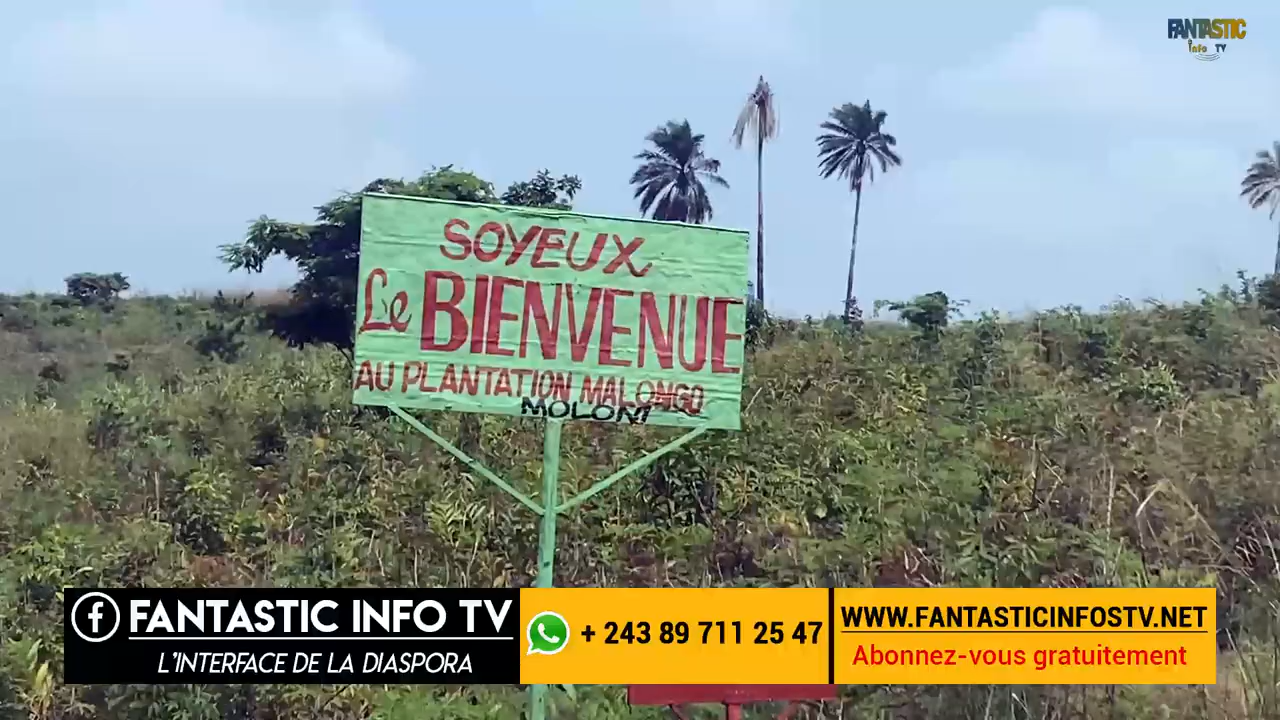 FANTASTIC
Info TV
SOYEUX
Le BIENVENUE
AU PLANTATION MALONGO
MOLONI
FANTASTIC INFO TV
L'INTERFACE DE LA DIASPORA
+ 243 89 711 25 47
WWW.FANTASTICINFOSTV.NET
Abonnez-vous gratuitement